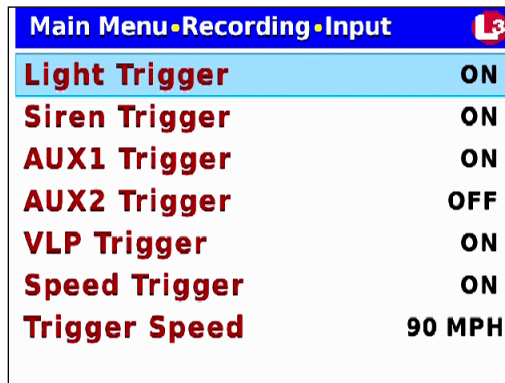 Main Menu•Recording•Input L3
Light Trigger ON
Siren Trigger ON
AUX1 Trigger ON
AUX2 Trigger OFF
VLP Trigger ON
Speed Trigger ON
Trigger Speed 90 MPH